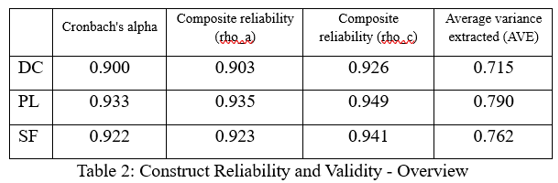 Cronbach's alpha Composite reliability (rho_a) Composite reliability (rho_c) Average variance extracted (AVE)
DC 0.900 0.903 0.926 0.715
PL 0.933 0.935 0.949 0.790
SF 0.922 0.923 0.941 0.762
Table 2: Construct Reliability and Validity - Overview